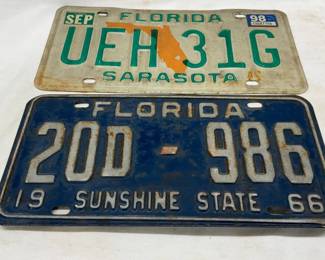 SEP FLORIDA 98
UEH 31G
SARASOTA
FLORIDA
20D-986
19 SUNSHINE STATE 66